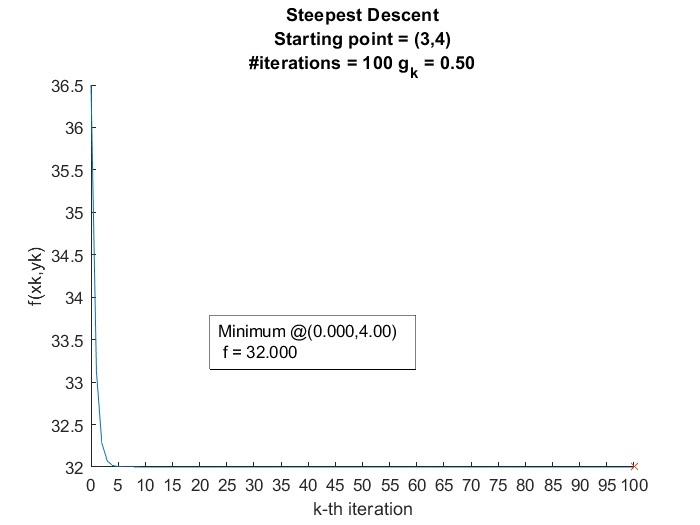 Steepest Descent
Starting point = (3,4)
#iterations = 100 g_k = 0.50
36.5
36
35.5
35
34.5
34
33.5
33
32.5
32
f(xk,yk)
Minimum @(0.000,4.00)
f = 32.000
0 5 10 15 20 25 30 35 40 45 50 55 60 65 70 75 80 85 90 95 100
k-th iteration